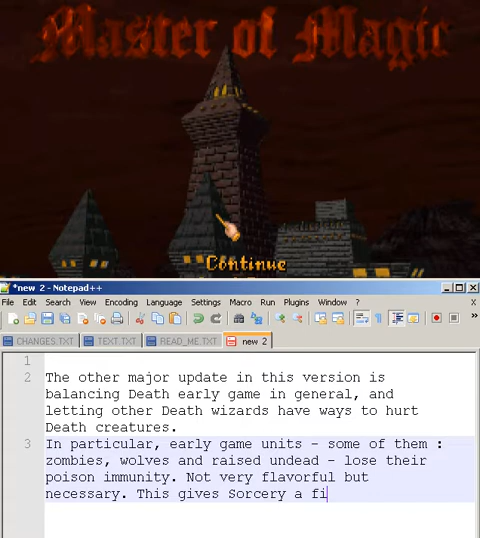 Master of Magic
Continue
*new 2 - Notepad++
File Edit Search View Encoding Language Settings Macro Run Plugins Window ? X
CHANGES.TXT TEXT.TXT READ_ME.TXT new 2
1
2 The other major update in this version is
balancing Death early game in general, and
letting other Death wizards have ways to hurt
Death creatures.
3 In particular, early game units - some of them :
zombies, wolves and raised undead - lose their
poison immunity. Not very flavorful but
necessary. This gives Sorcery a fi